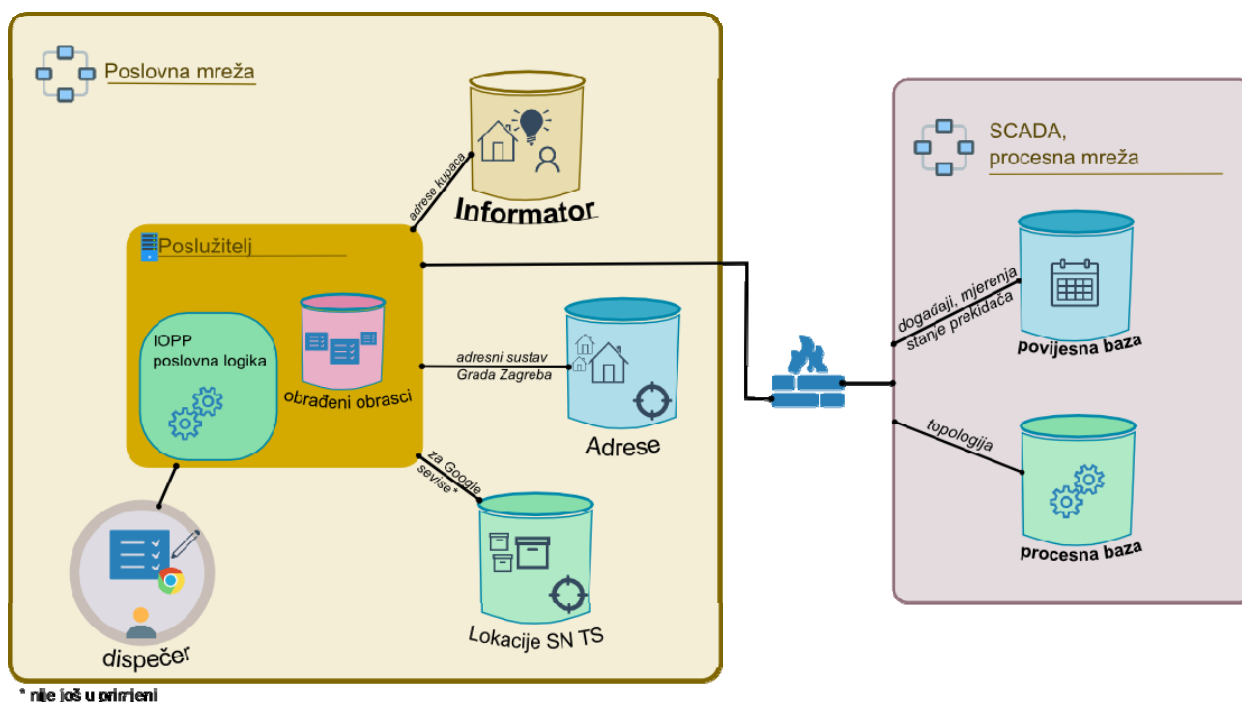 Poslovna mreža
adrese kupaca
Informator
Poslužitelj
IOPP
poslovna logika
obrađeni obrasci
adresni sustav
Grada Zagreba
Adrese
za Google
sevise*
Lokacije SN TS
dispečer
* nije još u primjeni
SCADA,
procesna mreža
događaji, mjerenja
stanje prekidača
povijesna baza
topologija
procesna baza